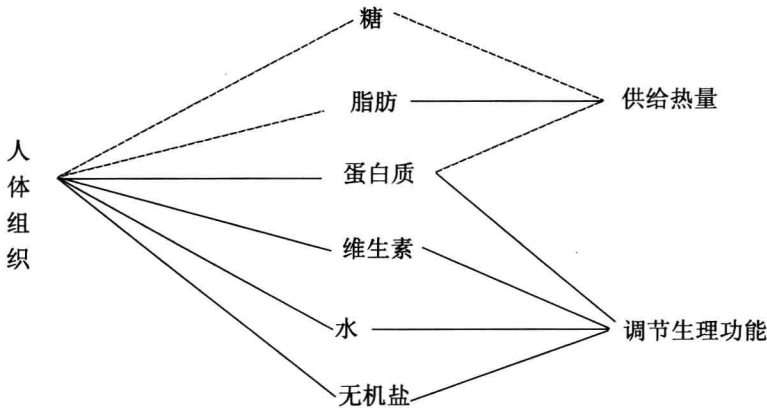 糖
脂肪
供给热量
人体组织
蛋白质
维生素
水
调节生理功能
无机盐